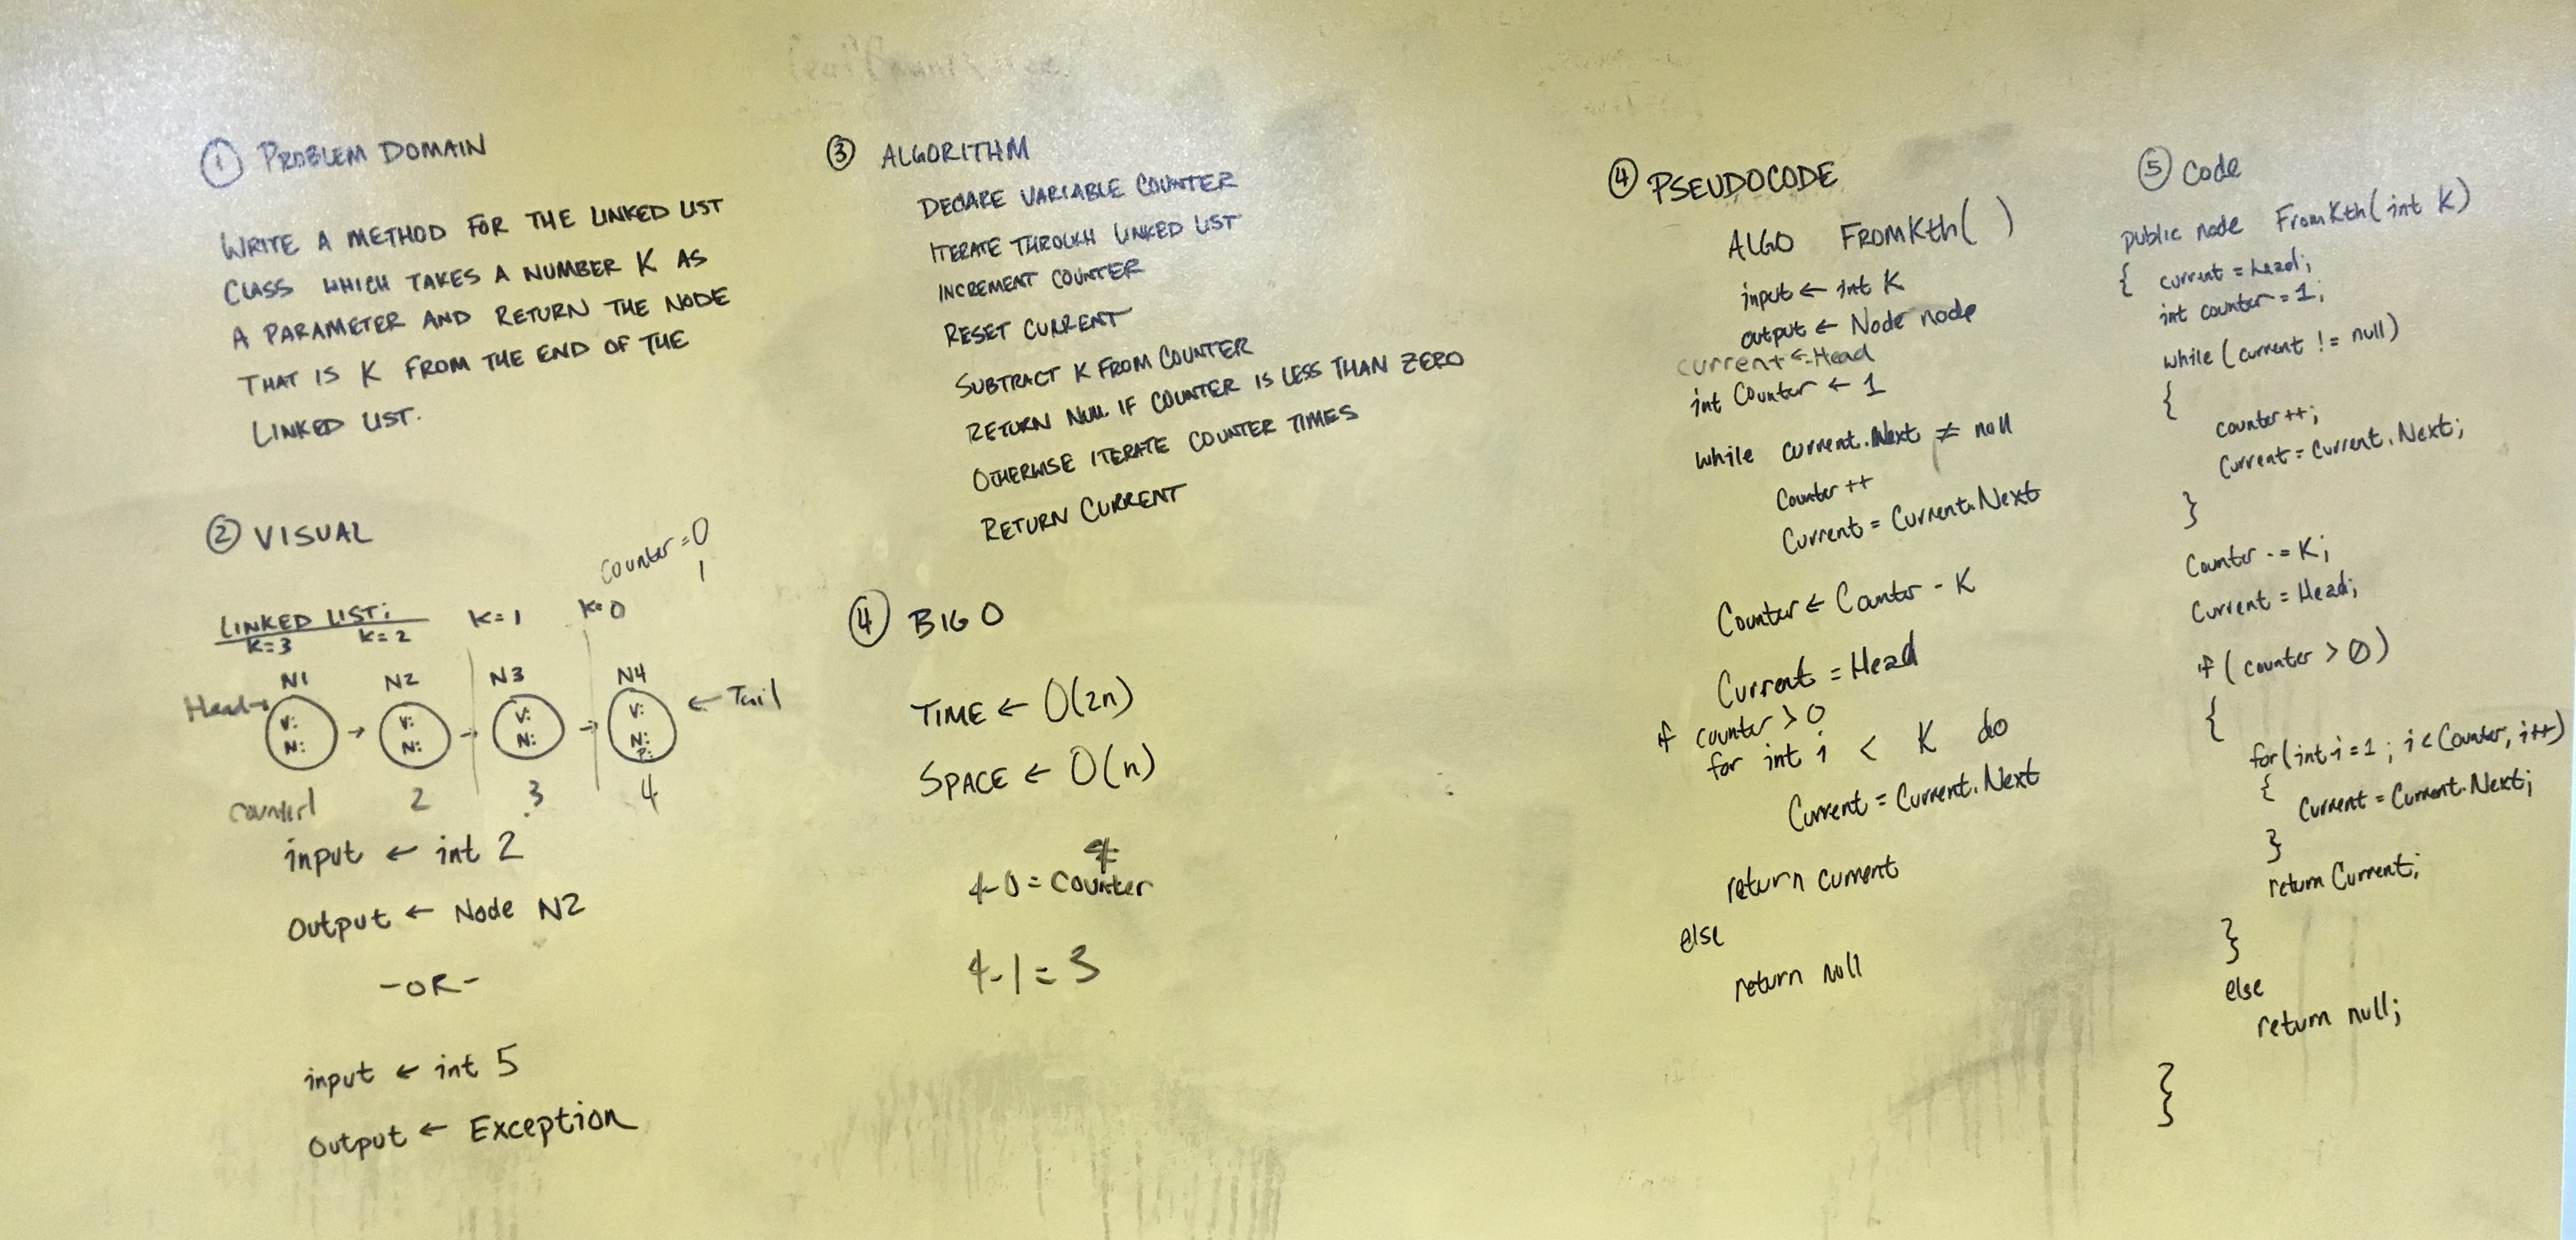 ① PROBLEM DOMAIN
WRITE A METHOD FOR THE LINKED LIST
CLASS WHICH TAKES A NUMBER K AS
A PARAMETER AND RETURN THE NODE
THAT IS K FROM THE END OF THE
LINKED LIST.
② VISUAL
Counter = 0
1
LINKED LIST:
K=1
K=0
K=3
K=2
N1
N2
N3
N4
Head→
V:
N:
→
V:
N:
→
V:
N:
→
V:
N:
P:
← Tail
Counter 1
2
3
4
input ← int 2
Output ← Node N2
-OR-
input ← int 5
Output ← Exception
③ ALGORITHM
DECLARE VARIABLE COUNTER
ITERATE THROUGH LINKED LIST
INCREMENT COUNTER
RESET CURRENT
SUBTRACT K FROM COUNTER
RETURN NULL IF COUNTER IS LESS THAN ZERO
OTHERWISE ITERATE COUNTER TIMES
RETURN CURRENT
④ BIG O
TIME ← O(2n)
SPACE ← O(n)
4
4-0 = Counter
4-1 = 3
④ PSEUDOCODE
ALGO FROMKth( )
input ← int K
output ← Node node
current ← Head
int Counter ← 1
while current.Next ≠ null
Counter ++
Current = Current.Next
Counter ← Counter - K
Current = Head
if counter > 0
for int i < K do
Current = Current.Next
return current
else
return null
⑤ Code
public node FromKth(int K)
{ current = head;
int counter = 1;
while (current != null)
{
counter ++;
Current = Current.Next;
}
Counter -= K;
Current = Head;
if ( counter > 0)
{
for(int i = 1 ; i < Counter, i++)
{
Current = Current.Next;
}
return Current;
}
else
return null;
}